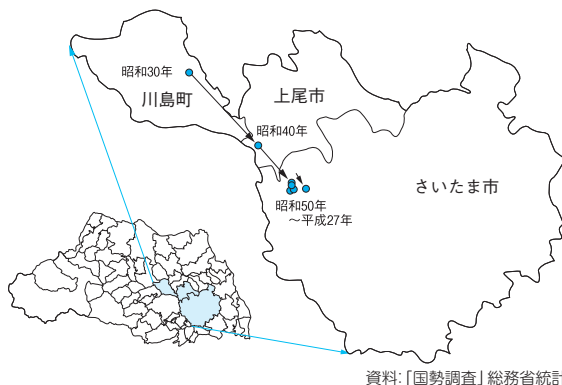 昭和30年
川島町
上尾市
昭和40年
さいたま市
昭和50年
～平成27年
資料:「国勢調査」総務省統計